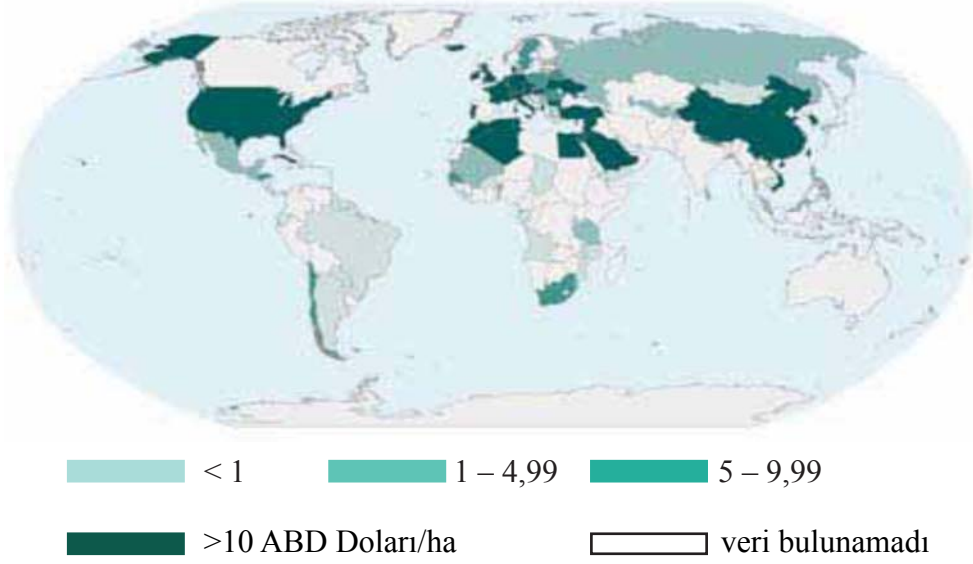 < 1 1 – 4,99 5 – 9,99
>10 ABD Doları/ha veri bulunamadı